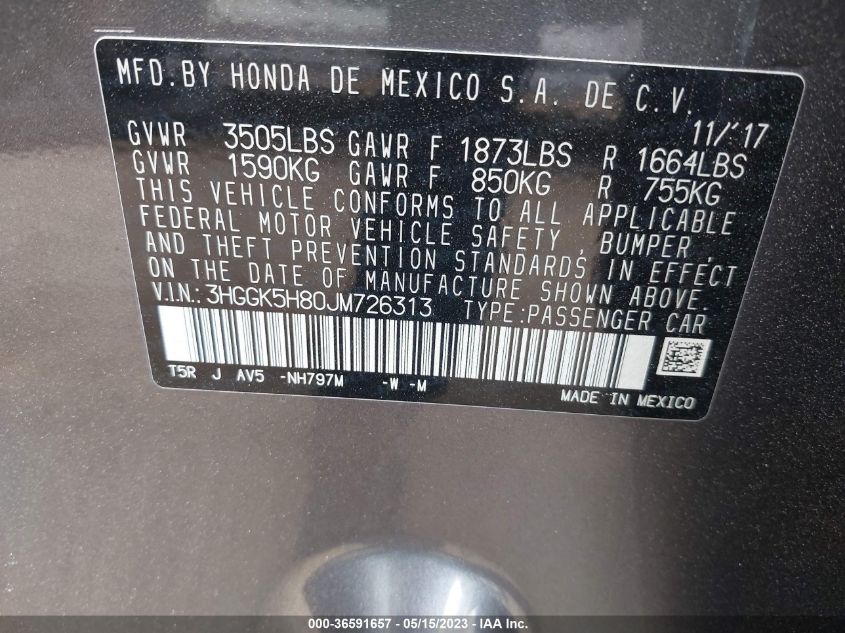 MFD.BY HONDA DE MEXICO S.A. DE C.V.
11/'17
GVWR 3505LBS GAWR F 1873LBS R 1664LBS
GVWR 1590KG GAWR F 850KG R 755KG
THIS VEHICLE CONFORMS TO ALL APPLICABLE
FEDERAL MOTOR VEHICLE SAFETY, BUMPER,
AND THEFT PREVENTION STANDARDS IN EFFECT
ON THE DATE OF MANUFACTURE SHOWN ABOVE.
V.I.N.: 3HGGK5H80JM726313 TYPE:PASSENGER CAR
T5R J AV5 -NH797M -W -M
MADE IN MEXICO
000-36591657 - 05/15/2023 - IAA Inc.